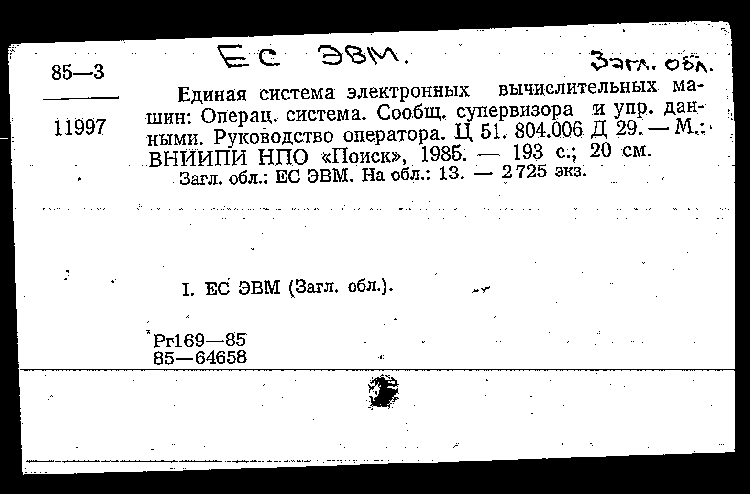 ЕС ЭВМ.
Загл. обл.
85—3
11997
Единая система электронных вычислительных ма-
шин: Операц. система. Сообщ. супервизора и упр. дан-
ными. Руководство оператора. Ц 51. 804.006 Д 29. — М.:
ВНИИПИ НПО «Поиск», 1985. — 193 с.; 20 см.
Загл. обл.: ЕС ЭВМ. На обл.: 13. — 2 725 экз.
I. ЕС ЭВМ (Загл. обл.).
Рг169—85
85—64658